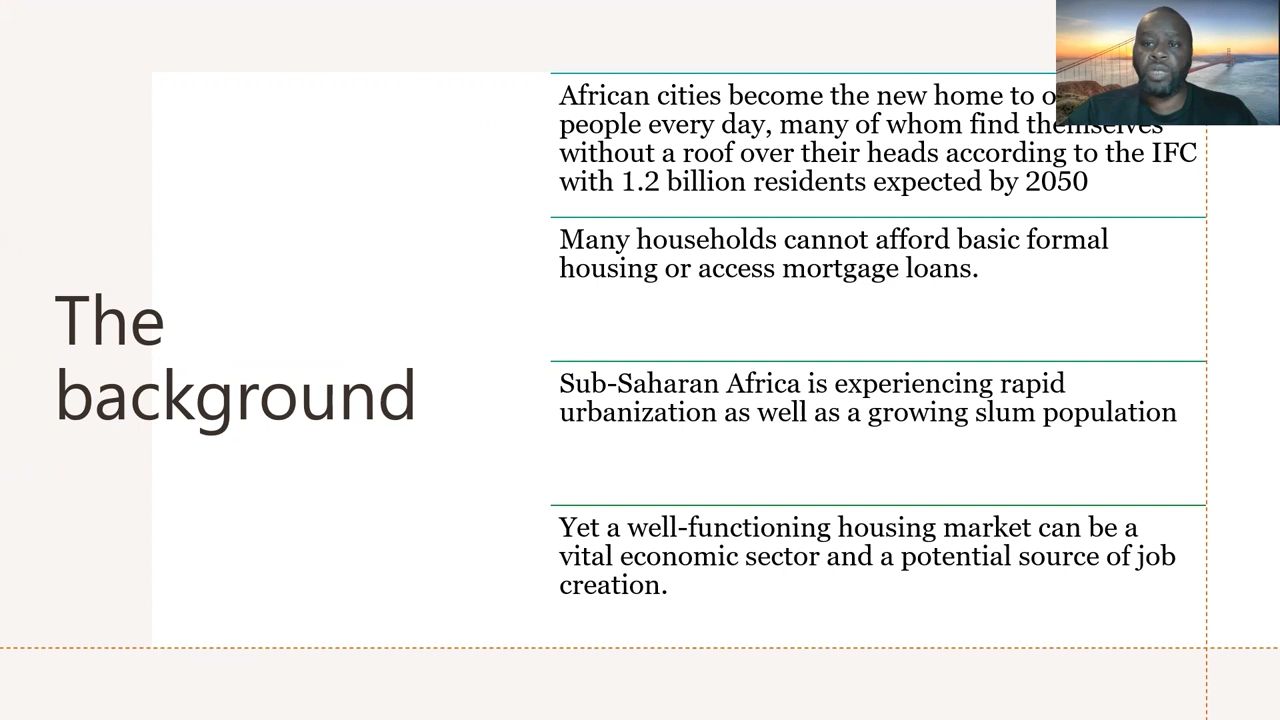 The
background
African cities become the new home to
people every day, many of whom find themselves
without a roof over their heads according to the IFC
with 1.2 billion residents expected by 2050
Many households cannot afford basic formal
housing or access mortgage loans.
Sub-Saharan Africa is experiencing rapid
urbanization as well as a growing slum population
Yet a well-functioning housing market can be a
vital economic sector and a potential source of job
creation.